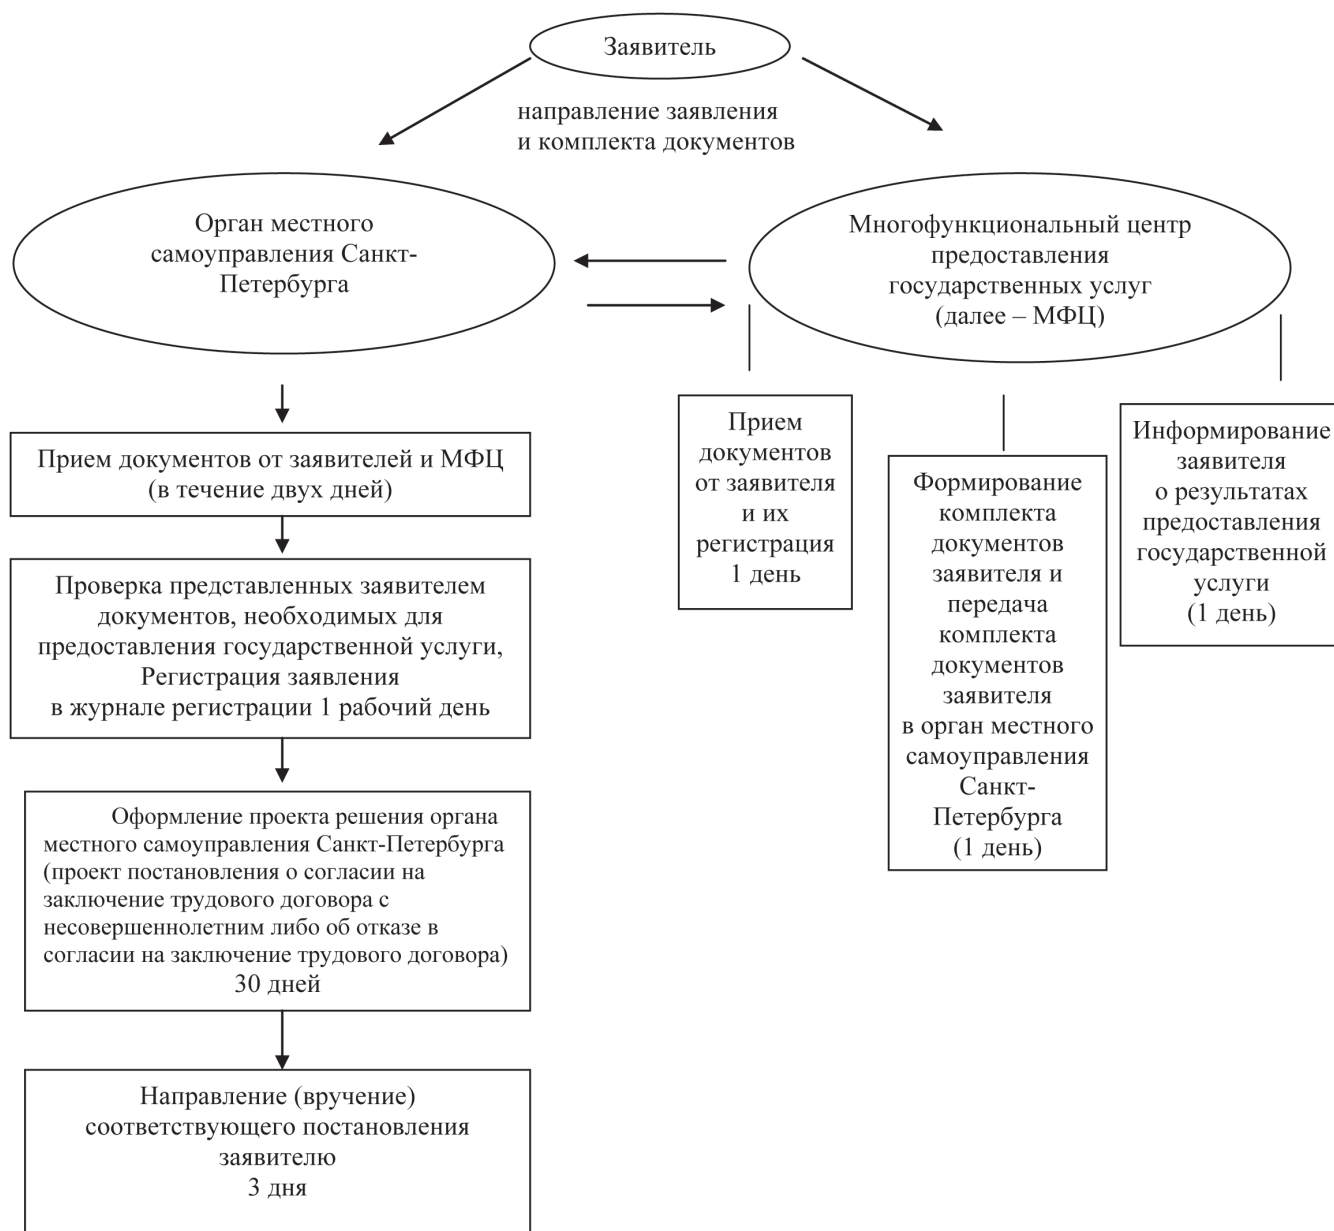 Заявитель
направление заявления
и комплекта документов
Орган местного
самоуправления Санкт-
Петербурга
Многофункциональный центр
предоставления
государственных услуг
(далее – МФЦ)
Прием документов от заявителей и МФЦ
(в течение двух дней)
Проверка представленных заявителем
документов, необходимых для
предоставления государственной услуги,
Регистрация заявления
в журнале регистрации 1 рабочий день
Оформление проекта решения органа
местного самоуправления Санкт-Петербурга
(проект постановления о согласии на
заключение трудового договора с
несовершеннолетним либо об отказе в
согласии на заключение трудового договора)
30 дней
Направление (вручение)
соответствующего постановления
заявителю
3 дня
Прием
документов
от заявителя
и их
регистрация
1 день
Формирование
комплекта
документов
заявителя и
передача
комплекта
документов
заявителя
в орган местного
самоуправления
Санкт-
Петербурга
(1 день)
Информирование
заявителя
о результатах
предоставления
государственной
услуги
(1 день)